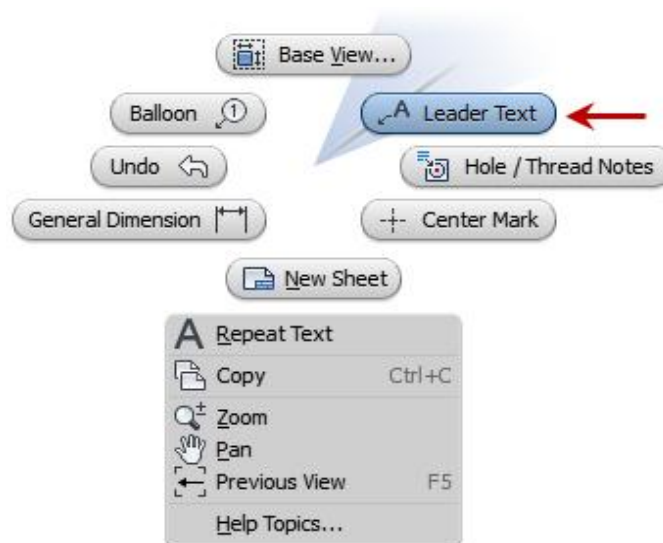 Base View...
Balloon 1
A Leader Text
Undo
Hole / Thread Notes
General Dimension
Center Mark
New Sheet
A Repeat Text
Copy Ctrl+C
Zoom
Pan
Previous View F5
Help Topics...